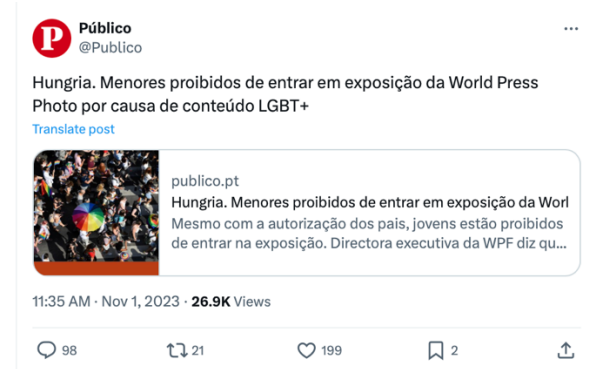 Público
@Publico
Hungria. Menores proibidos de entrar em exposição da World Press
Photo por causa de conteúdo LGBT+
Translate post
publico.pt
Hungria. Menores proibidos de entrar em exposição da Worl
Mesmo com a autorização dos pais, jovens estão proibidos
de entrar na exposição. Directora executiva da WPF diz qu...
11:35 AM · Nov 1, 2023 · 26.9K Views
98 21 199 2